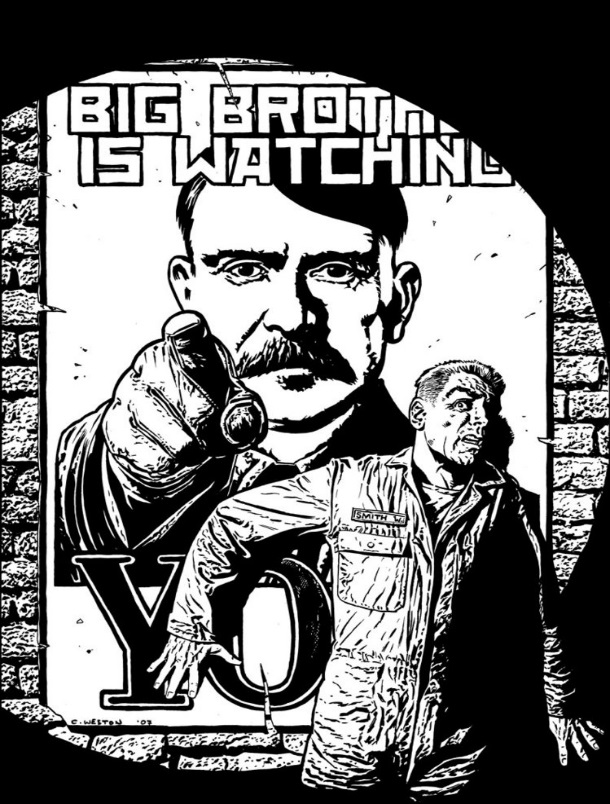 BIG BROTH
IS WATCHING
SMITH W.
YO
C. WESTON '07